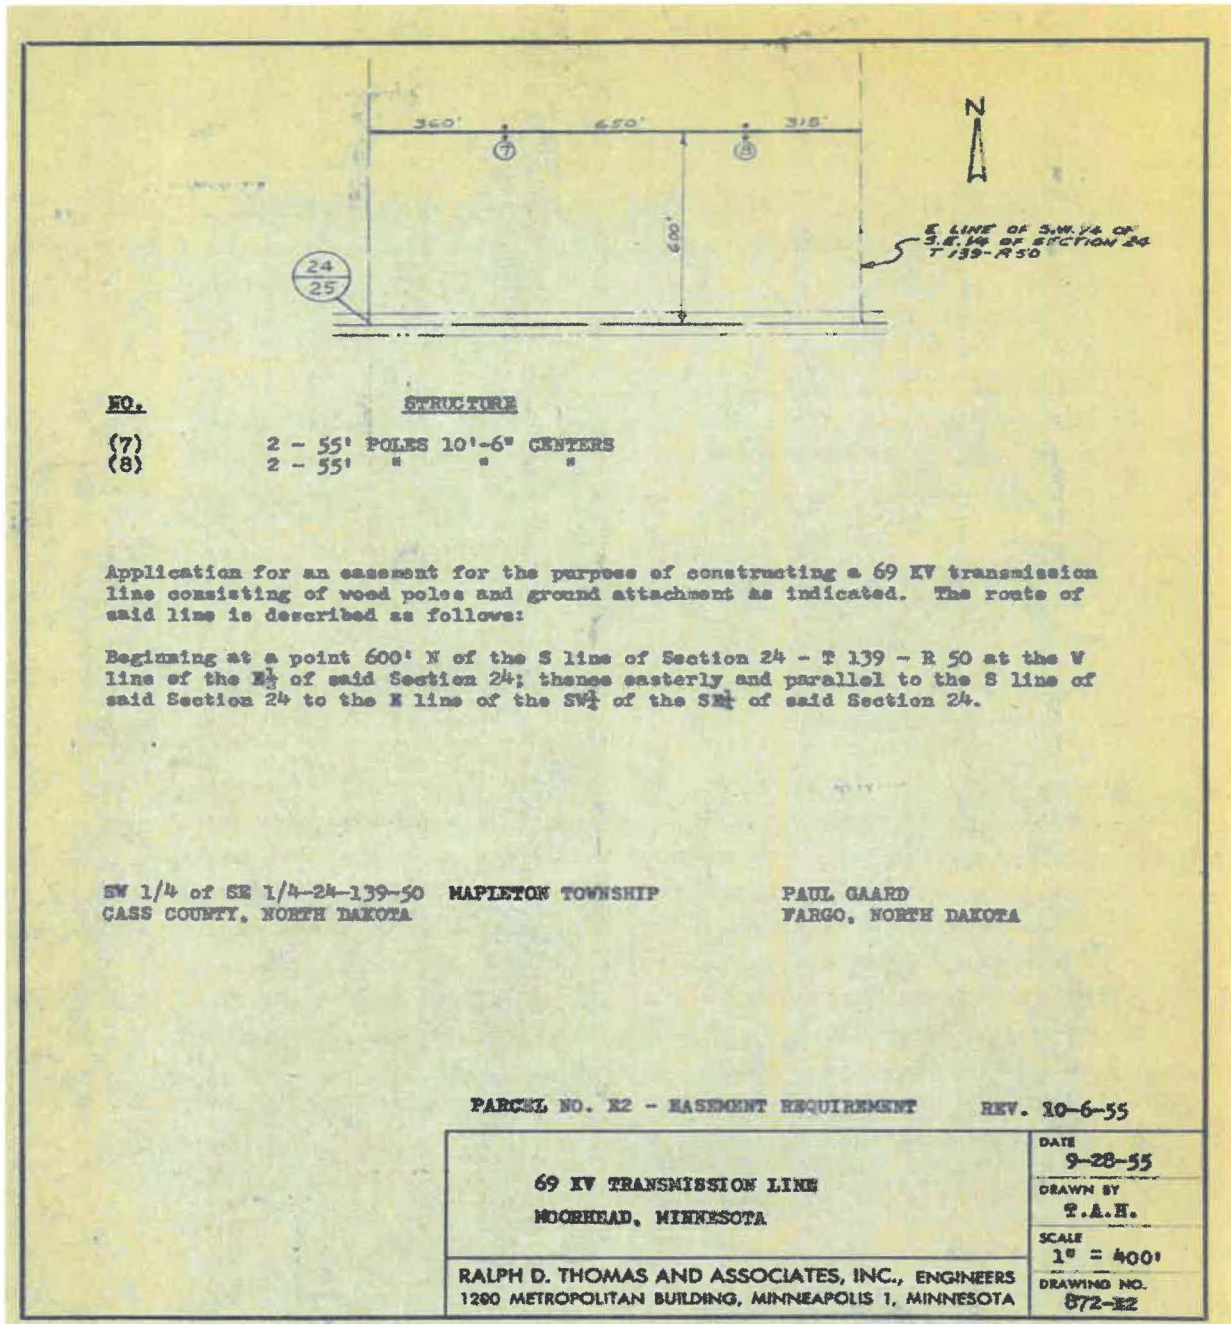 N
360' 650' 315'
7 8
600'
E LINE OF S.W. 1/4 OF
S.E. 1/4 OF SECTION 24
T 139-R 50
24
25
NO. STRUCTURE
(7) 2 - 55' POLES 10'-6" CENTERS
(8) 2 - 55' " " "
Application for an easement for the purpose of constructing a 69 KV transmission
line consisting of wood poles and ground attachment as indicated. The route of
said line is described as follows:
Beginning at a point 600' N of the S line of Section 24 - T 139 - R 50 at the W
line of the E½ of said Section 24; thence easterly and parallel to the S line of
said Section 24 to the E line of the SW¼ of the SE¼ of said Section 24.
SW 1/4 of SE 1/4-24-139-50 MAPLETON TOWNSHIP PAUL GAARD
CASS COUNTY, NORTH DAKOTA FARGO, NORTH DAKOTA
PARCEL NO. E2 - EASEMENT REQUIREMENT REV. 10-6-55
69 KV TRANSMISSION LINE
MOORHEAD, MINNESOTA
RALPH D. THOMAS AND ASSOCIATES, INC., ENGINEERS
1200 METROPOLITAN BUILDING, MINNEAPOLIS 1, MINNESOTA
DATE
9-28-55
DRAWN BY
T.A.H.
SCALE
1" = 400'
DRAWING NO.
872-E2